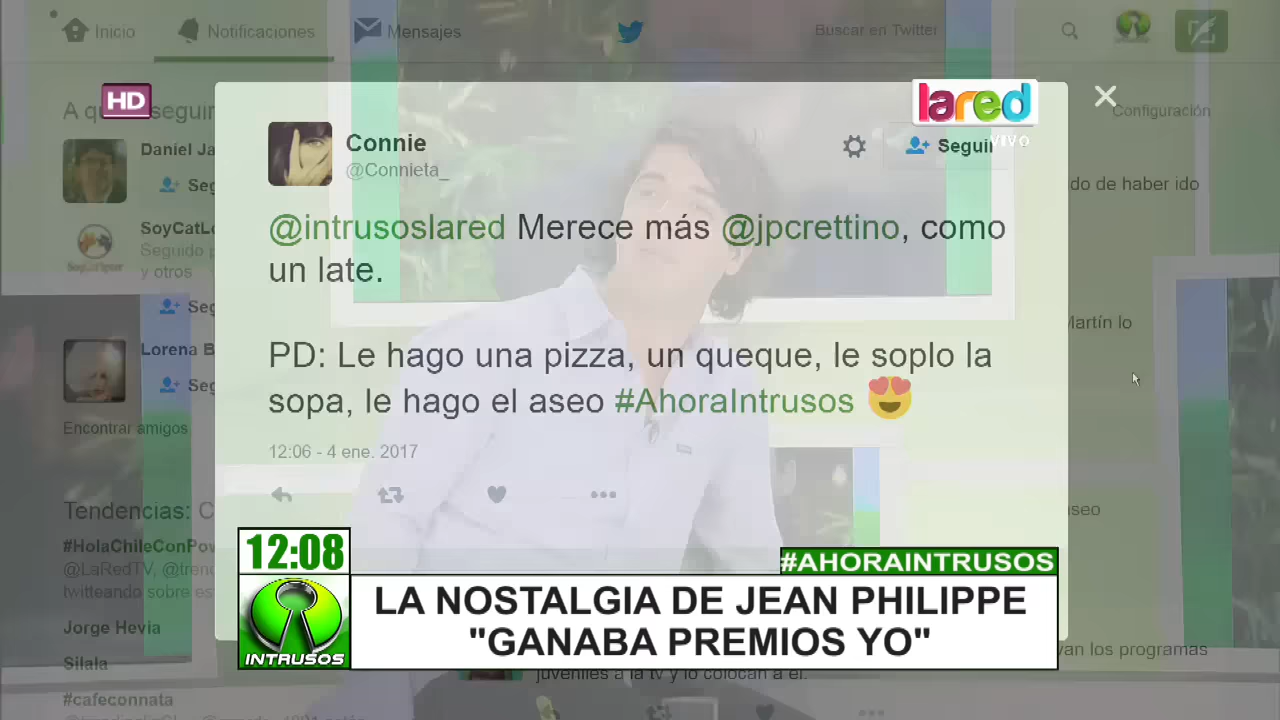 Inicio
Notificaciones
Mensajes
Buscar en Twitter
HD
lared
VIVO
Configuración
Connie
@Connieta_
Seguir
Daniel
SoyCatL
Seguido
y otros
Lorena
Encontrar amigos
@intrusoslared Merece más @jpcrettino, como
un late.
do de haber ido
PD: Le hago una pizza, un queque, le soplo la
sopa, le hago el aseo #AhoraIntrusos 😍
Martín lo
12:06 - 4 ene. 2017
Tendencias:
#HolaChileConPov
@LaRedTV,
twitteando sobre
Jorge Hevia
Silala
#cafeconnata
12:08
#AHORAINTRUSOS
LA NOSTALGIA DE JEAN PHILIPPE
"GANABA PREMIOS YO"
INTRUSOS
van los programas
juveniles a la tv y lo colocan a el.